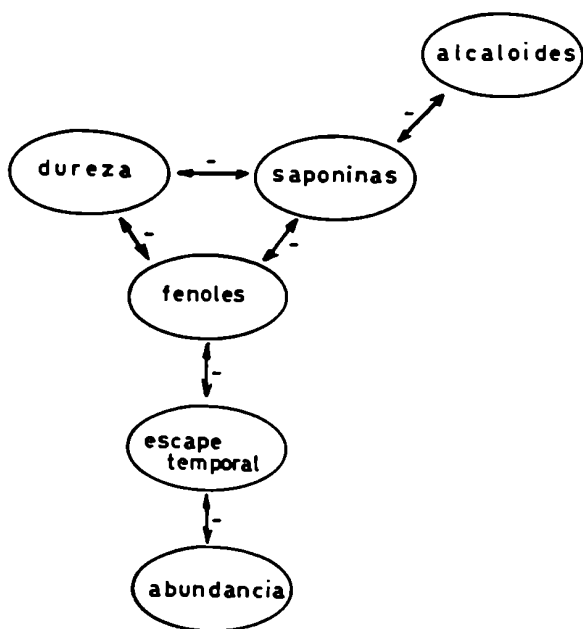 alcaloides
-
dureza
-
saponinas
-
-
fenoles
-
escape
temporal
-
abundancia